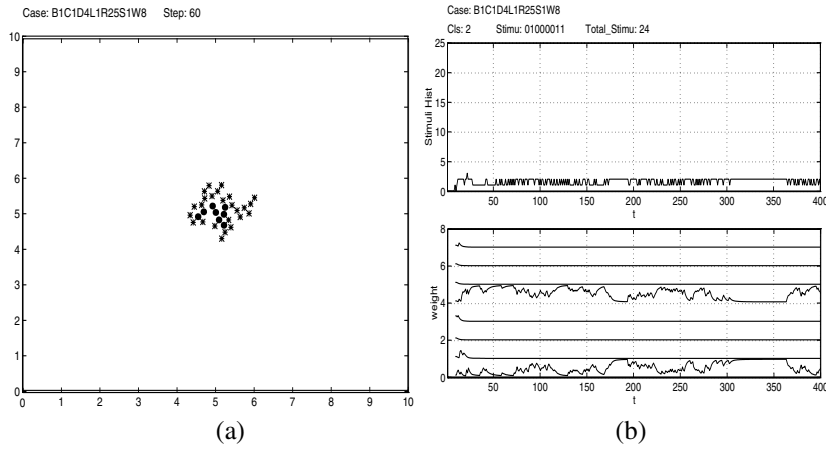 Case: B1C1D4L1R25S1W8 Step: 60
10
9
8
7
6
5
4
3
2
1
0
0 1 2 3 4 5 6 7 8 9 10
(a)
Case: B1C1D4L1R25S1W8
Cls: 2 Stimu: 01000011 Total_Stimu: 24
25
20
15
10
5
0
Stimuli Hist
50 100 150 200 250 300 350 400
t
8
6
4
2
0
weight
50 100 150 200 250 300 350 400
t
(b)